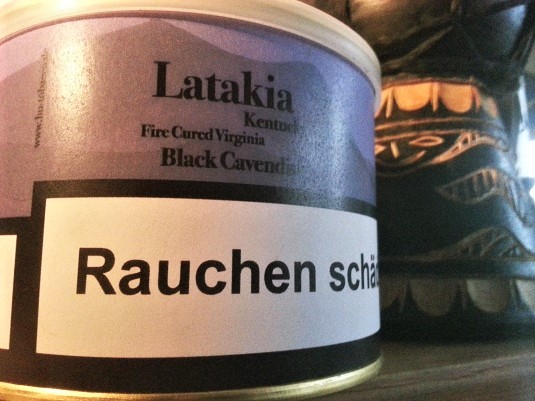 Latakia
Kentuck
Fire Cured Virginia
Black Cavendis
Rauchen schä